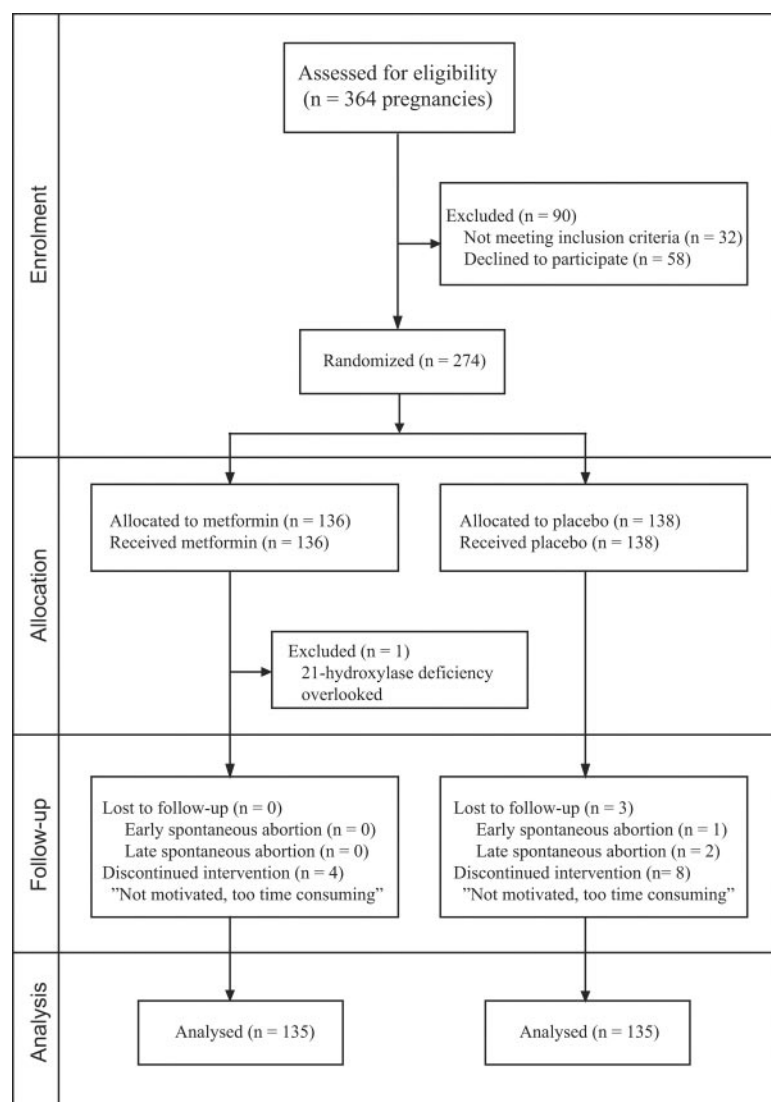 Enrolment
Assessed for eligibility
(n = 364 pregnancies)
Excluded (n = 90)
Not meeting inclusion criteria (n = 32)
Declined to participate (n = 58)
Randomized (n = 274)
Allocation
Allocated to metformin (n = 136)
Received metformin (n = 136)
Allocated to placebo (n = 138)
Received placebo (n = 138)
Excluded (n = 1)
21-hydroxylase deficiency
overlooked
Follow-up
Lost to follow-up (n = 0)
Early spontaneous abortion (n = 0)
Late spontaneous abortion (n = 0)
Discontinued intervention (n = 4)
”Not motivated, too time consuming”
Lost to follow-up (n = 3)
Early spontaneous abortion (n = 1)
Late spontaneous abortion (n = 2)
Discontinued intervention (n= 8)
”Not motivated, too time consuming”
Analysis
Analysed (n = 135)
Analysed (n = 135)